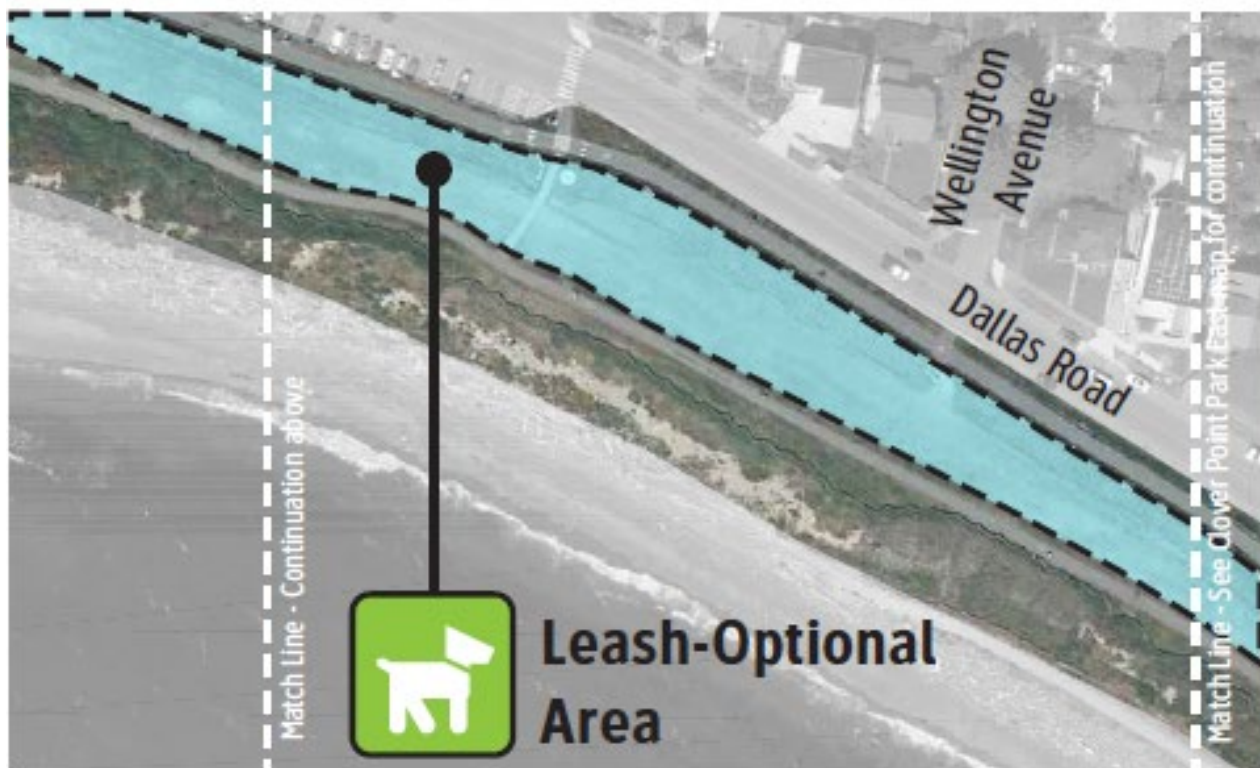 Wellington
Avenue
Dallas Road
Match Line - Continuation above
Match Line - See Clover Point Park East map for continuation
Leash-Optional
Area